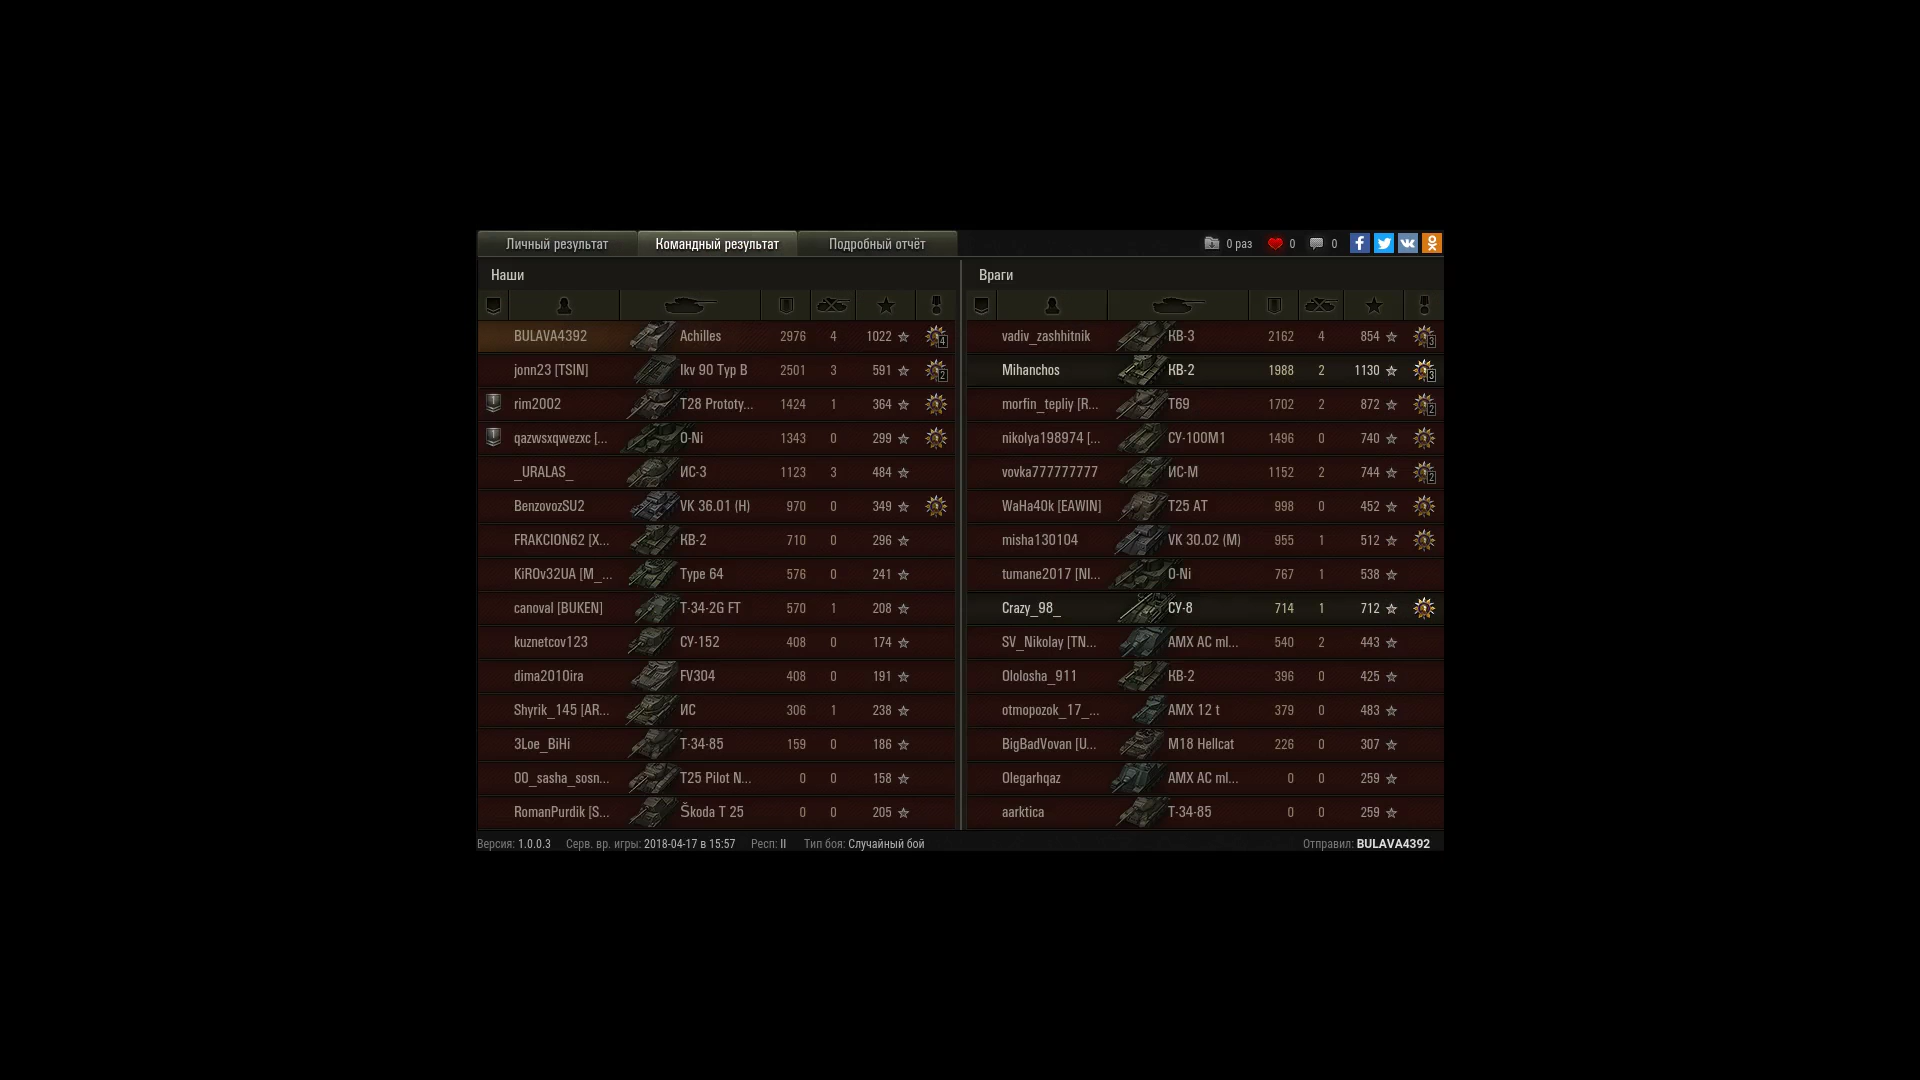 Личный результат Командный результат Подробный отчёт 0 раз 0 0
Наши Враги
BULAVA4392 Achilles 2976 4 1022 4 vadiv_zashhitnik КВ-3 2162 4 854 3
jonn23 [TSIN] Ikv 90 Typ B 2501 3 591 2 Mihanchos КВ-2 1988 2 1130 3
rim2002 T28 Prototy... 1424 1 364 morfin_tepliy [R... T69 1702 2 872 2
qazwsxqwezxc [... O-Ni 1343 0 299 nikolya198974 [... СУ-100М1 1496 0 740
_URALAS_ ИС-3 1123 3 484 vovka777777777 ИС-М 1152 2 744 2
BenzovozSU2 VK 36.01 (H) 970 0 349 WaHa40k [EAWIN] T25 AT 998 0 452
FRAKCION62 [X... КВ-2 710 0 296 misha130104 VK 30.02 (M) 955 1 512
KiROv32UA [M_... Type 64 576 0 241 tumane2017 [NI... O-Ni 767 1 538
canoval [BUKEN] T-34-2G FT 570 1 208 Crazy_98_ СУ-8 714 1 712
kuznetcov123 СУ-152 408 0 174 SV_Nikolay [TN... AMX AC ml... 540 2 443
dima2010ira FV304 408 0 191 Ololosha_911 КВ-2 396 0 425
Shyrik_145 [AR... ИС 306 1 238 otmopozok_17_... AMX 12 t 379 0 483
3Loe_BiHi Т-34-85 159 0 186 BigBadVovan [U... M18 Hellcat 226 0 307
00_sasha_sosn... T25 Pilot N... 0 0 158 Olegarhqaz AMX AC ml... 0 0 259
RomanPurdik [S... Škoda T 25 0 0 205 aarktica Т-34-85 0 0 259
Версия: 1.0.0.3 Серв. вр. игры: 2018-04-17 в 15:57 Респ: II Тип боя: Случайный бой Отправил: BULAVA4392